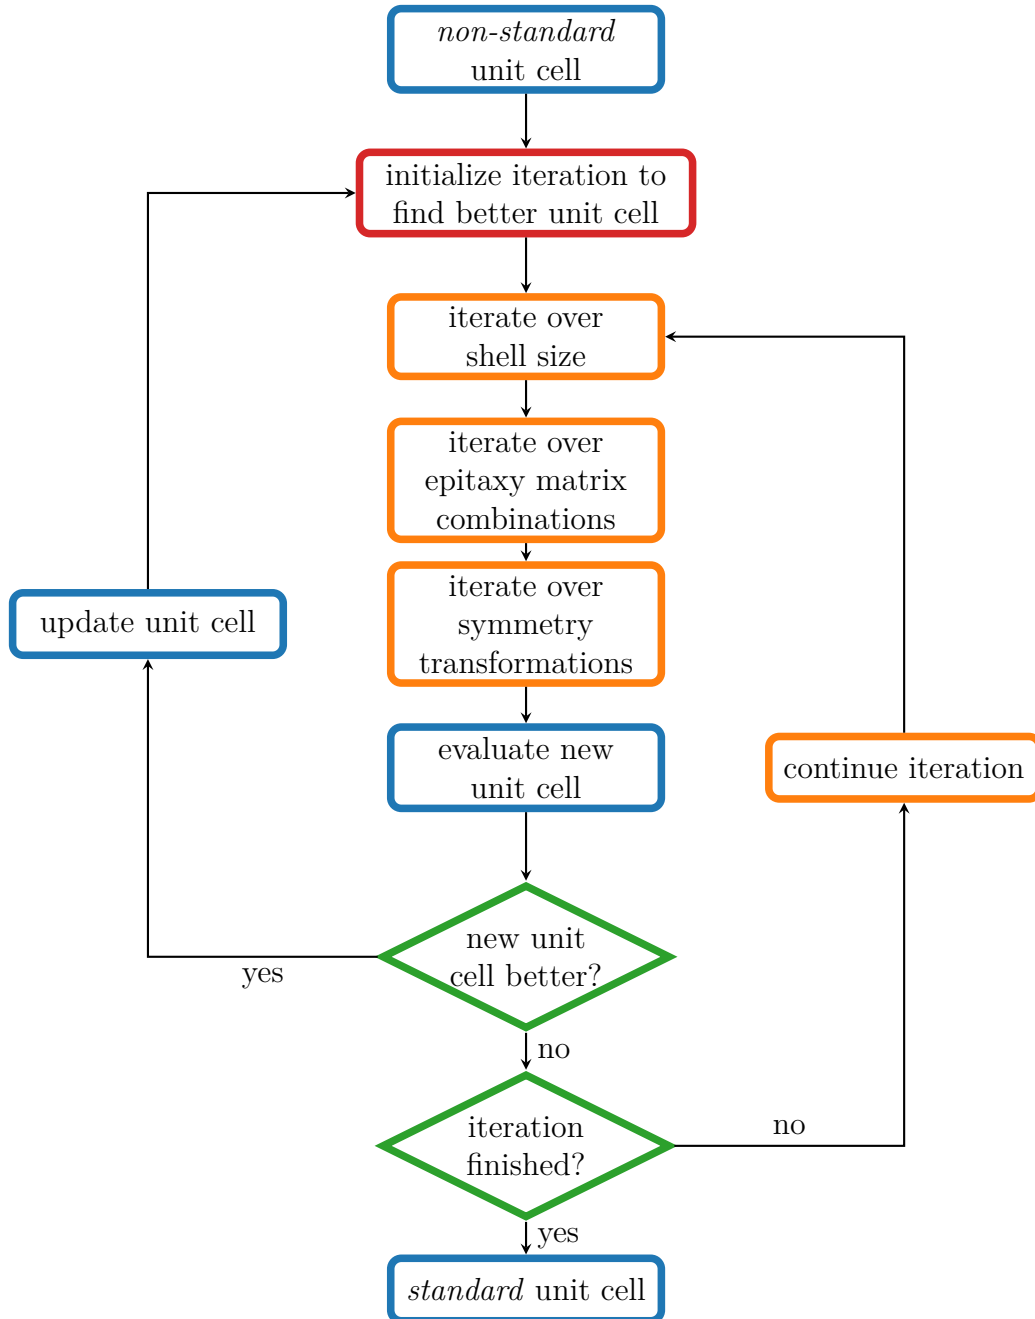 non-standard
unit cell
initialize iteration to
find better unit cell
iterate over
shell size
iterate over
epitaxy matrix
combinations
iterate over
symmetry
transformations
update unit cell
evaluate new
unit cell
continue iteration
new unit
cell better?
yes
no
iteration
finished?
no
yes
standard unit cell